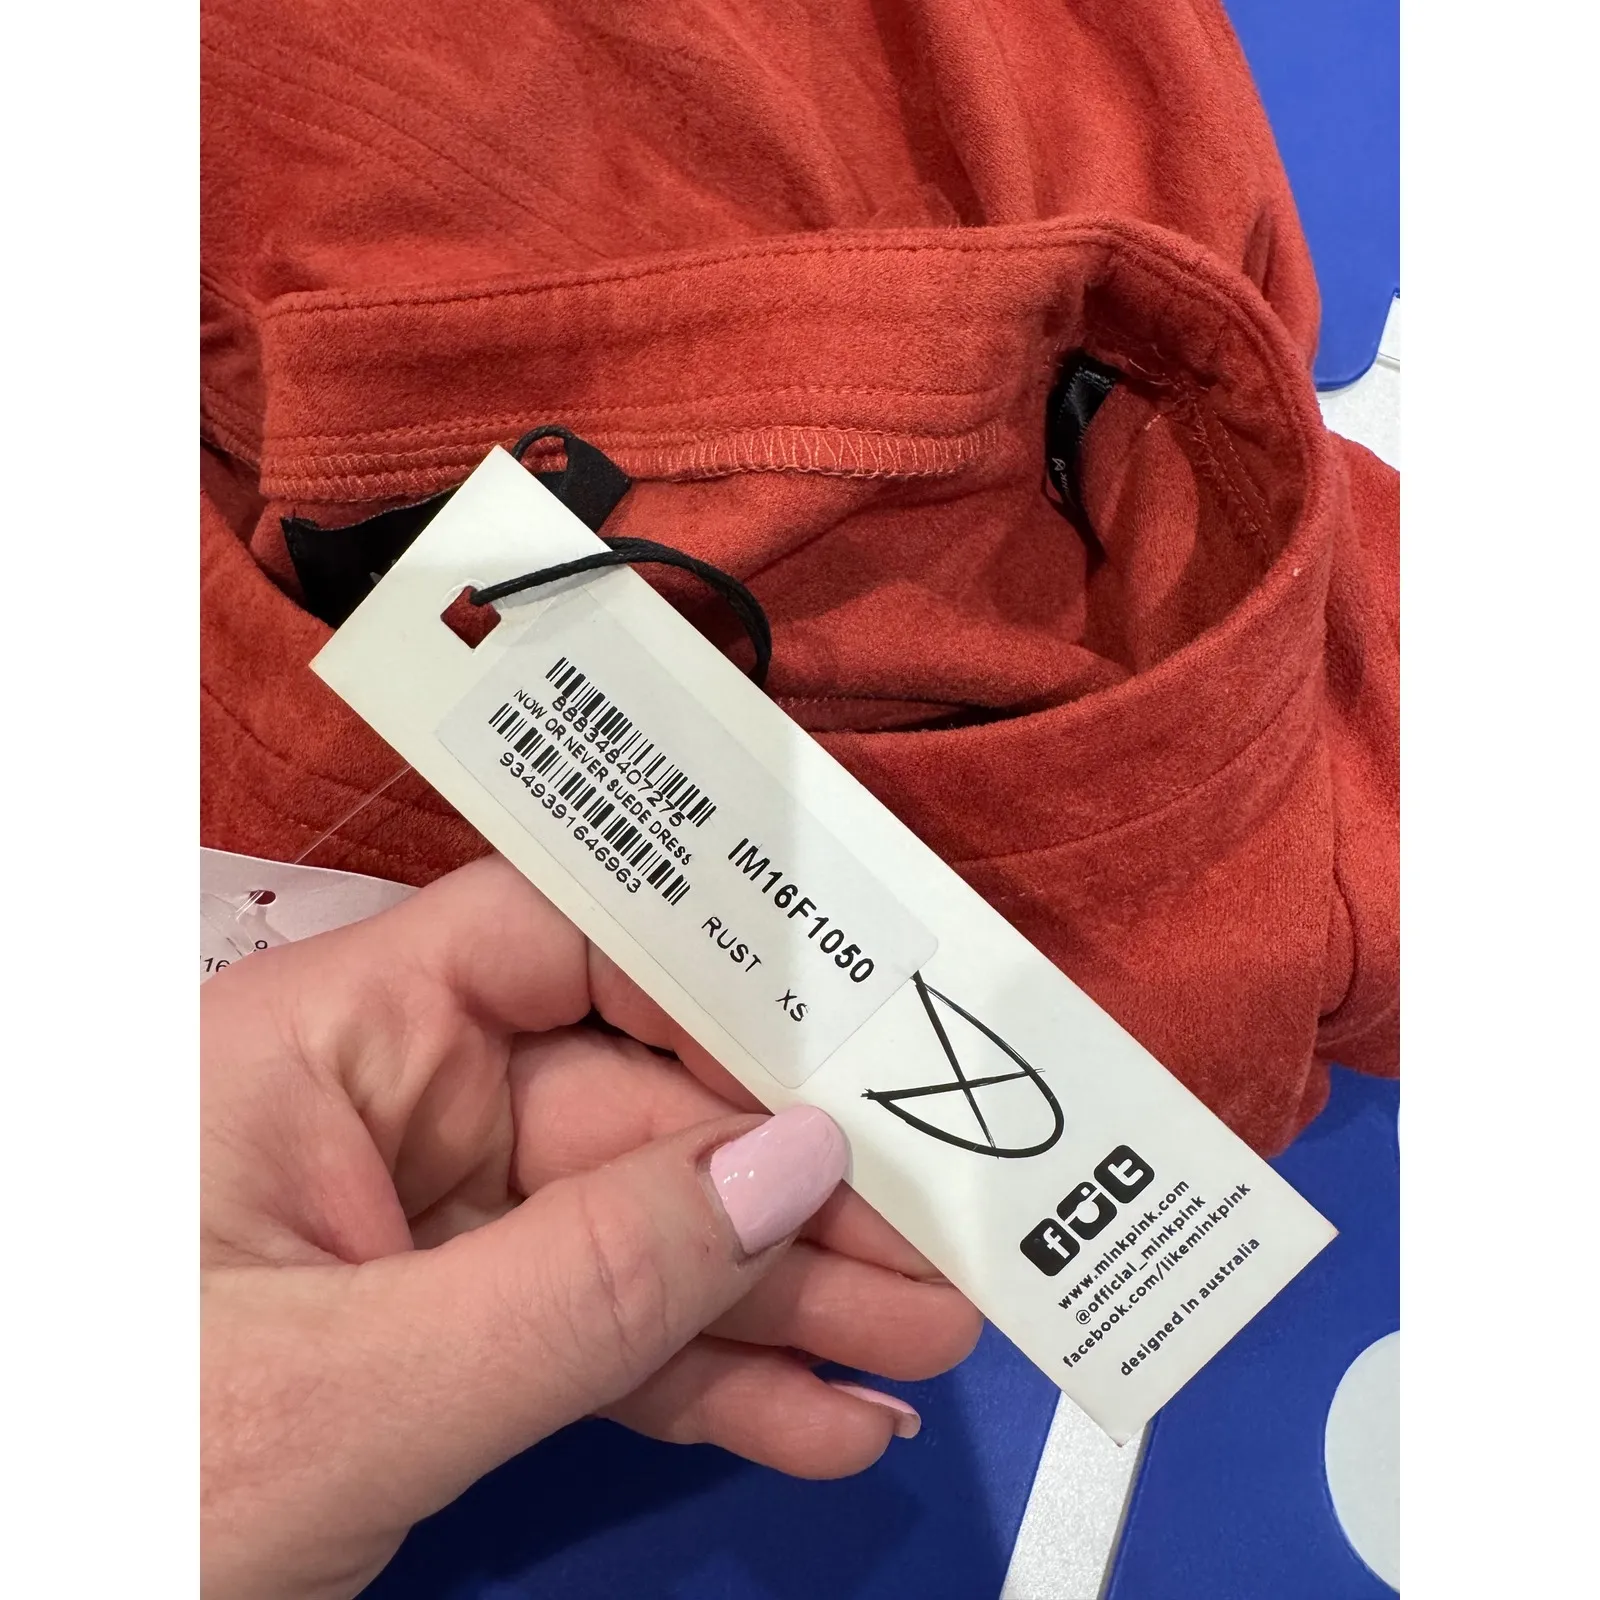 888348407275
NOW OR NEVER SUEDE DRESS
9349391646963
IM16F1050
RUST XS
www.minkpink.com
@official_minkpink
facebook.com/likeminkpink
designed in australia